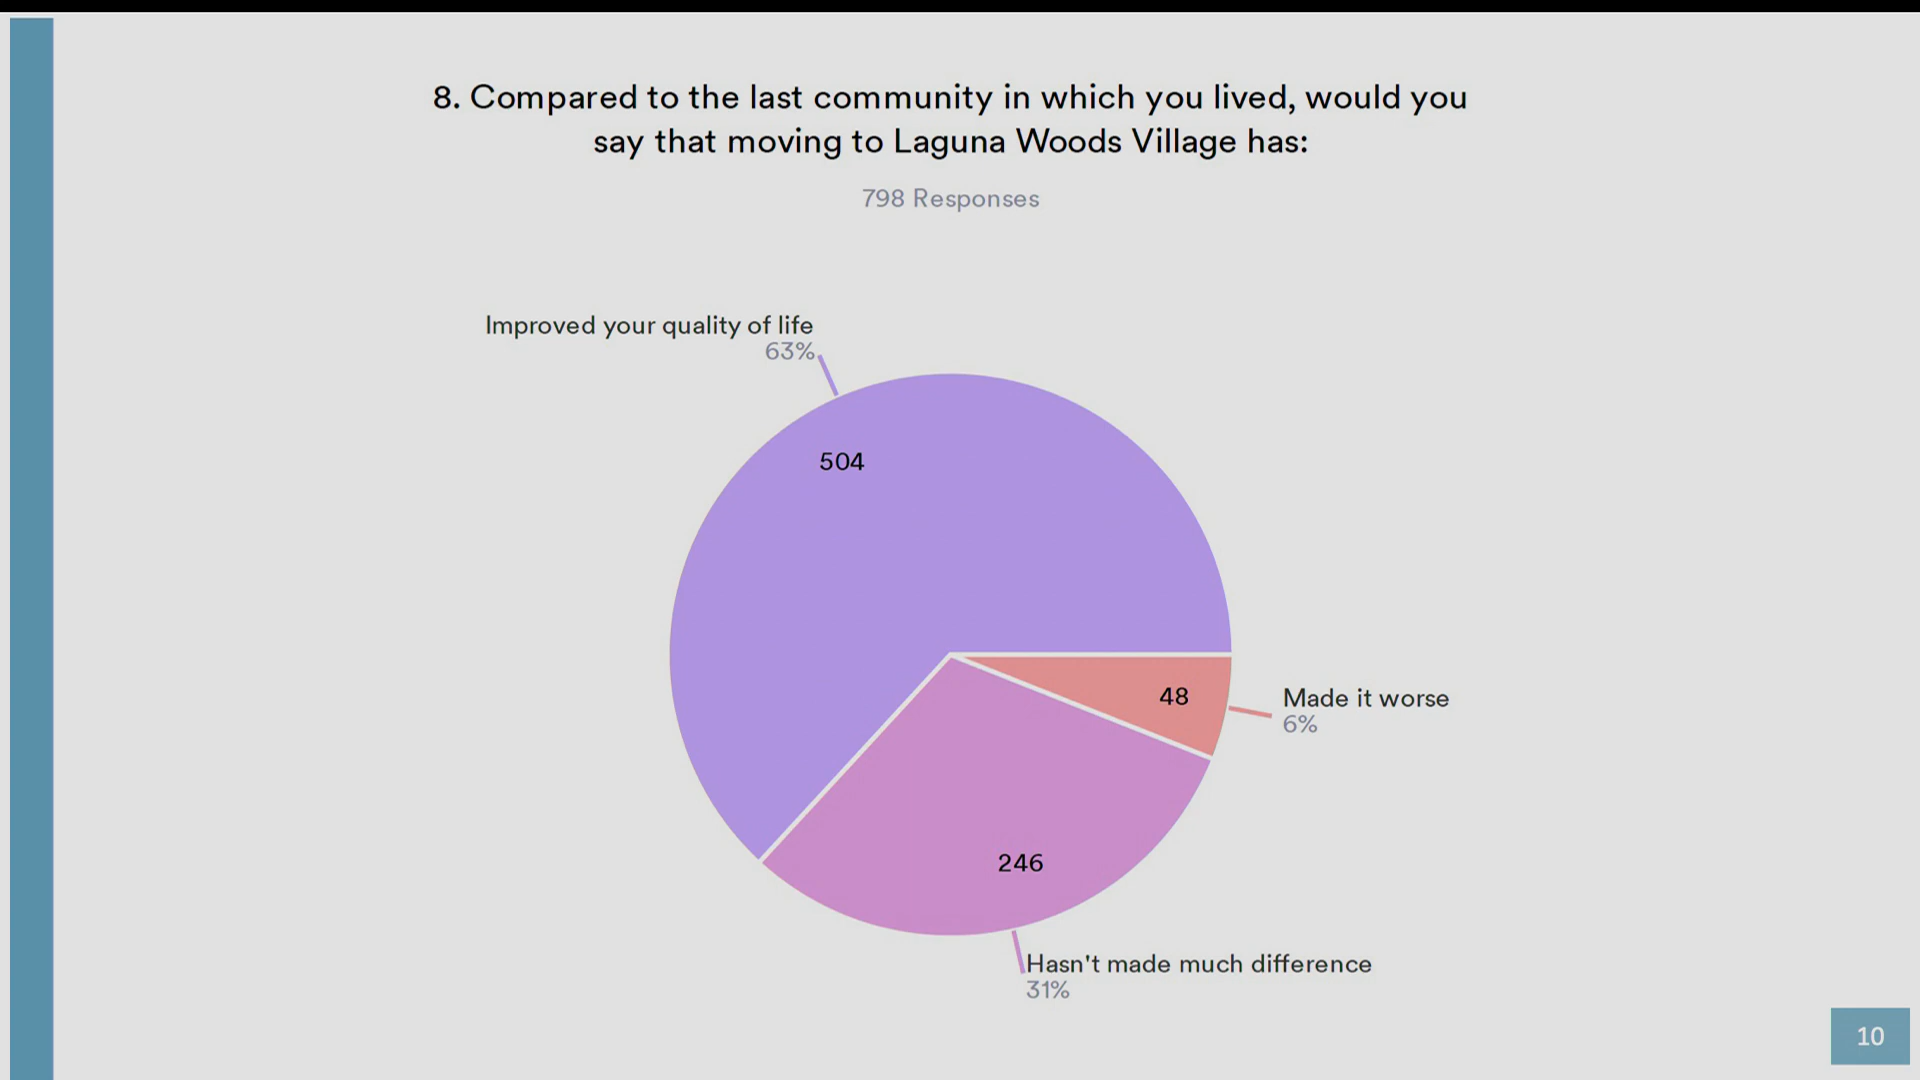 8. Compared to the last community in which you lived, would you
say that moving to Laguna Woods Village has:
798 Responses
Improved your quality of life
63%
504
48
Made it worse
6%
246
Hasn't made much difference
31%
10